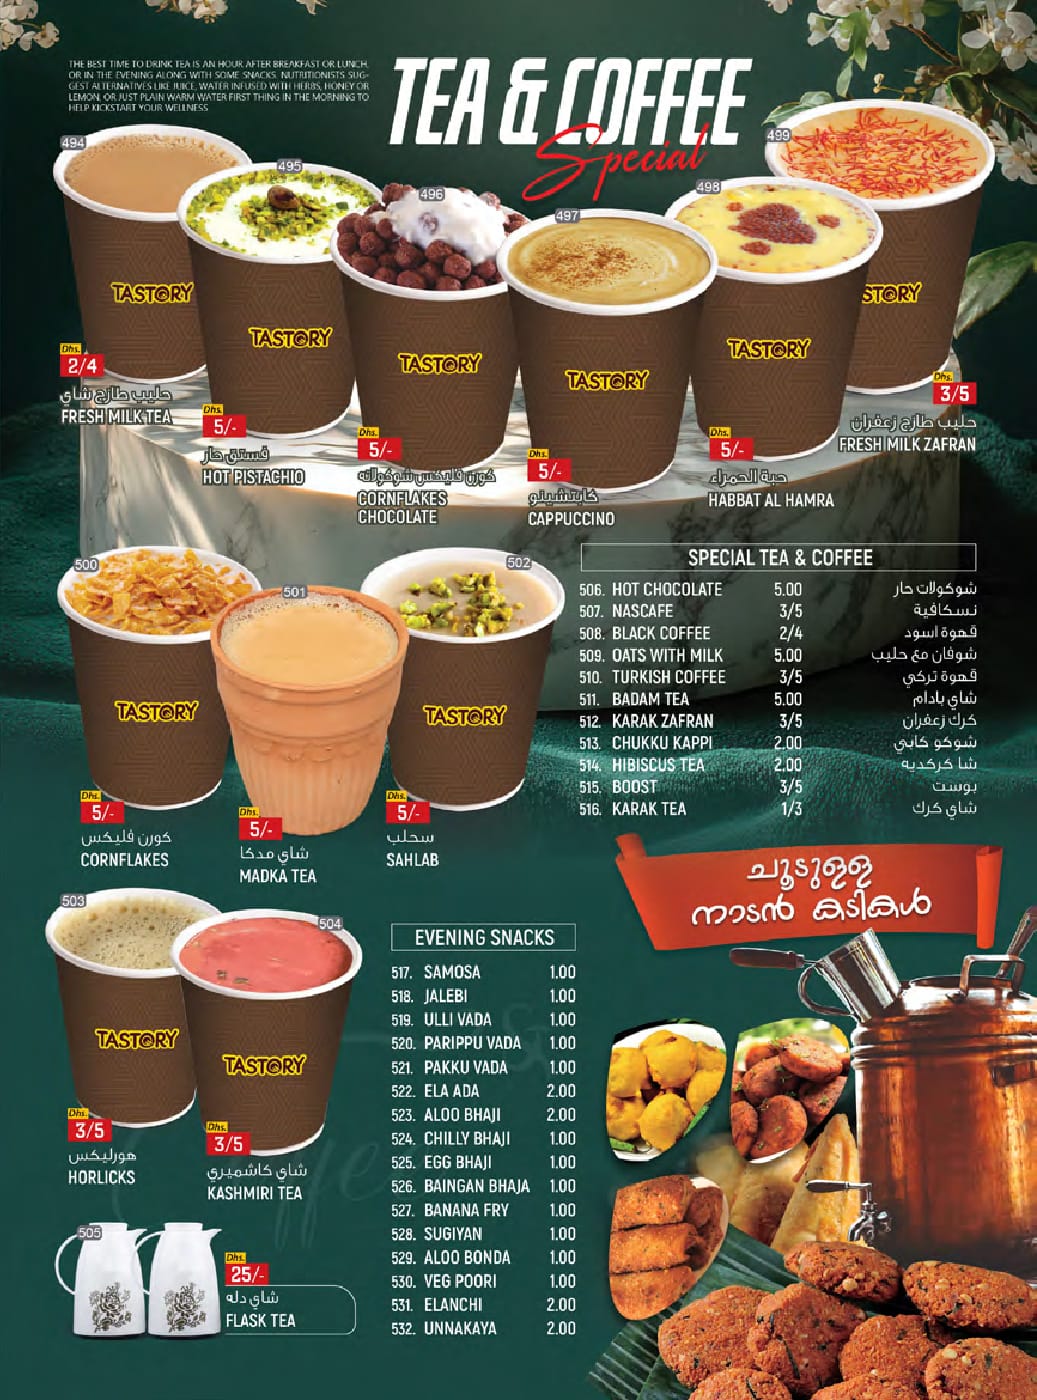 THE BEST TIME TO DRINK TEA IS AN HOUR AFTER BREAKFAST OR LUNCH,
OR IN THE EVENING ALONG WITH SOME SNACKS. NUTRITIONISTS SUG-
GEST ALTERNATIVES LIKE JUICE, WATER INFUSED WITH HERBS, HONEY OR
LEMON, OR JUST PLAIN WARM WATER FIRST THING IN THE MORNING TO
HELP KICKSTART YOUR WELLNESS
TEA & COFFEE
Special
494
TASTORY
Dhs.
2/4
حليب طازج شاي
FRESH MILK TEA
495
TASTORY
Dhs.
5/-
فستق حار
HOT PISTACHIO
496
TASTORY
Dhs.
5/-
كورن فليكس شوكولاته
CORNFLAKES
CHOCOLATE
497
TASTORY
Dhs.
5/-
كابتشينو
CAPPUCCINO
498
TASTORY
Dhs.
5/-
حبة الحمراء
HABBAT AL HAMRA
499
STORY
Dhs.
3/5
حليب طازج زعفران
FRESH MILK ZAFRAN
500
TASTORY
Dhs.
5/-
كورن فليكس
CORNFLAKES
501
Dhs.
5/-
شاي مدكا
MADKA TEA
502
TASTORY
Dhs.
5/-
سحلب
SAHLAB
SPECIAL TEA & COFFEE
506. HOT CHOCOLATE 5.00 شوكولات حار
507. NASCAFE 3/5 نسكافية
508. BLACK COFFEE 2/4 قهوة اسود
509. OATS WITH MILK 5.00 شوفان مع حليب
510. TURKISH COFFEE 3/5 قهوة تركي
511. BADAM TEA 5.00 شاي بادام
512. KARAK ZAFRAN 3/5 كرك زعفران
513. CHUKKU KAPPI 2.00 شوكو كابي
514. HIBISCUS TEA 2.00 شا كركديه
515. BOOST 3/5 بوست
516. KARAK TEA 1/3 شاي كرك
ചൂടുള്ള
നാടൻ കടികൾ
503
TASTORY
Dhs.
3/5
هورليكس
HORLICKS
504
TASTORY
Dhs.
3/5
شاي كاشميري
KASHMIRI TEA
505
Dhs.
25/-
شاي دله
FLASK TEA
EVENING SNACKS
517. SAMOSA 1.00
518. JALEBI 1.00
519. ULLI VADA 1.00
520. PARIPPU VADA 1.00
521. PAKKU VADA 1.00
522. ELA ADA 2.00
523. ALOO BHAJI 2.00
524. CHILLY BHAJI 1.00
525. EGG BHAJI 1.00
526. BAINGAN BHAJA 1.00
527. BANANA FRY 1.00
528. SUGIYAN 1.00
529. ALOO BONDA 1.00
530. VEG POORI 1.00
531. ELANCHI 2.00
532. UNNAKAYA 2.00